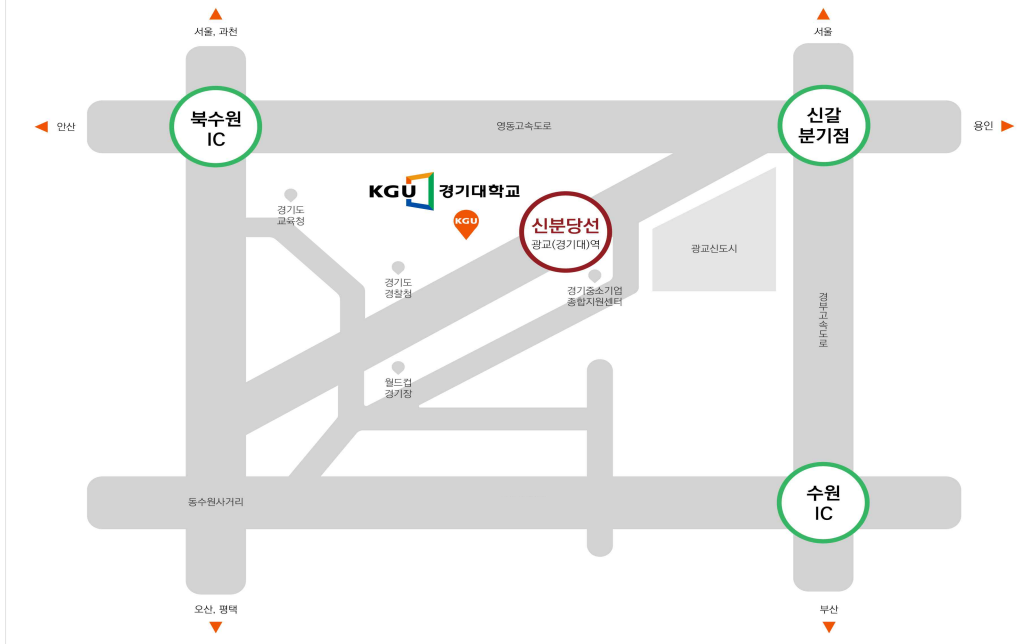 서울, 과천
서울
안산
북수원
IC
영동고속도로
신갈
분기점
용인
KGU 경기대학교
KGU
경기도
교육청
신분당선
광교(경기대)역
광교신도시
경기도
경찰청
경기중소기업
종합지원센터
경부고속도로
월드컵
경기장
동수원사거리
수원
IC
오산, 평택
부산